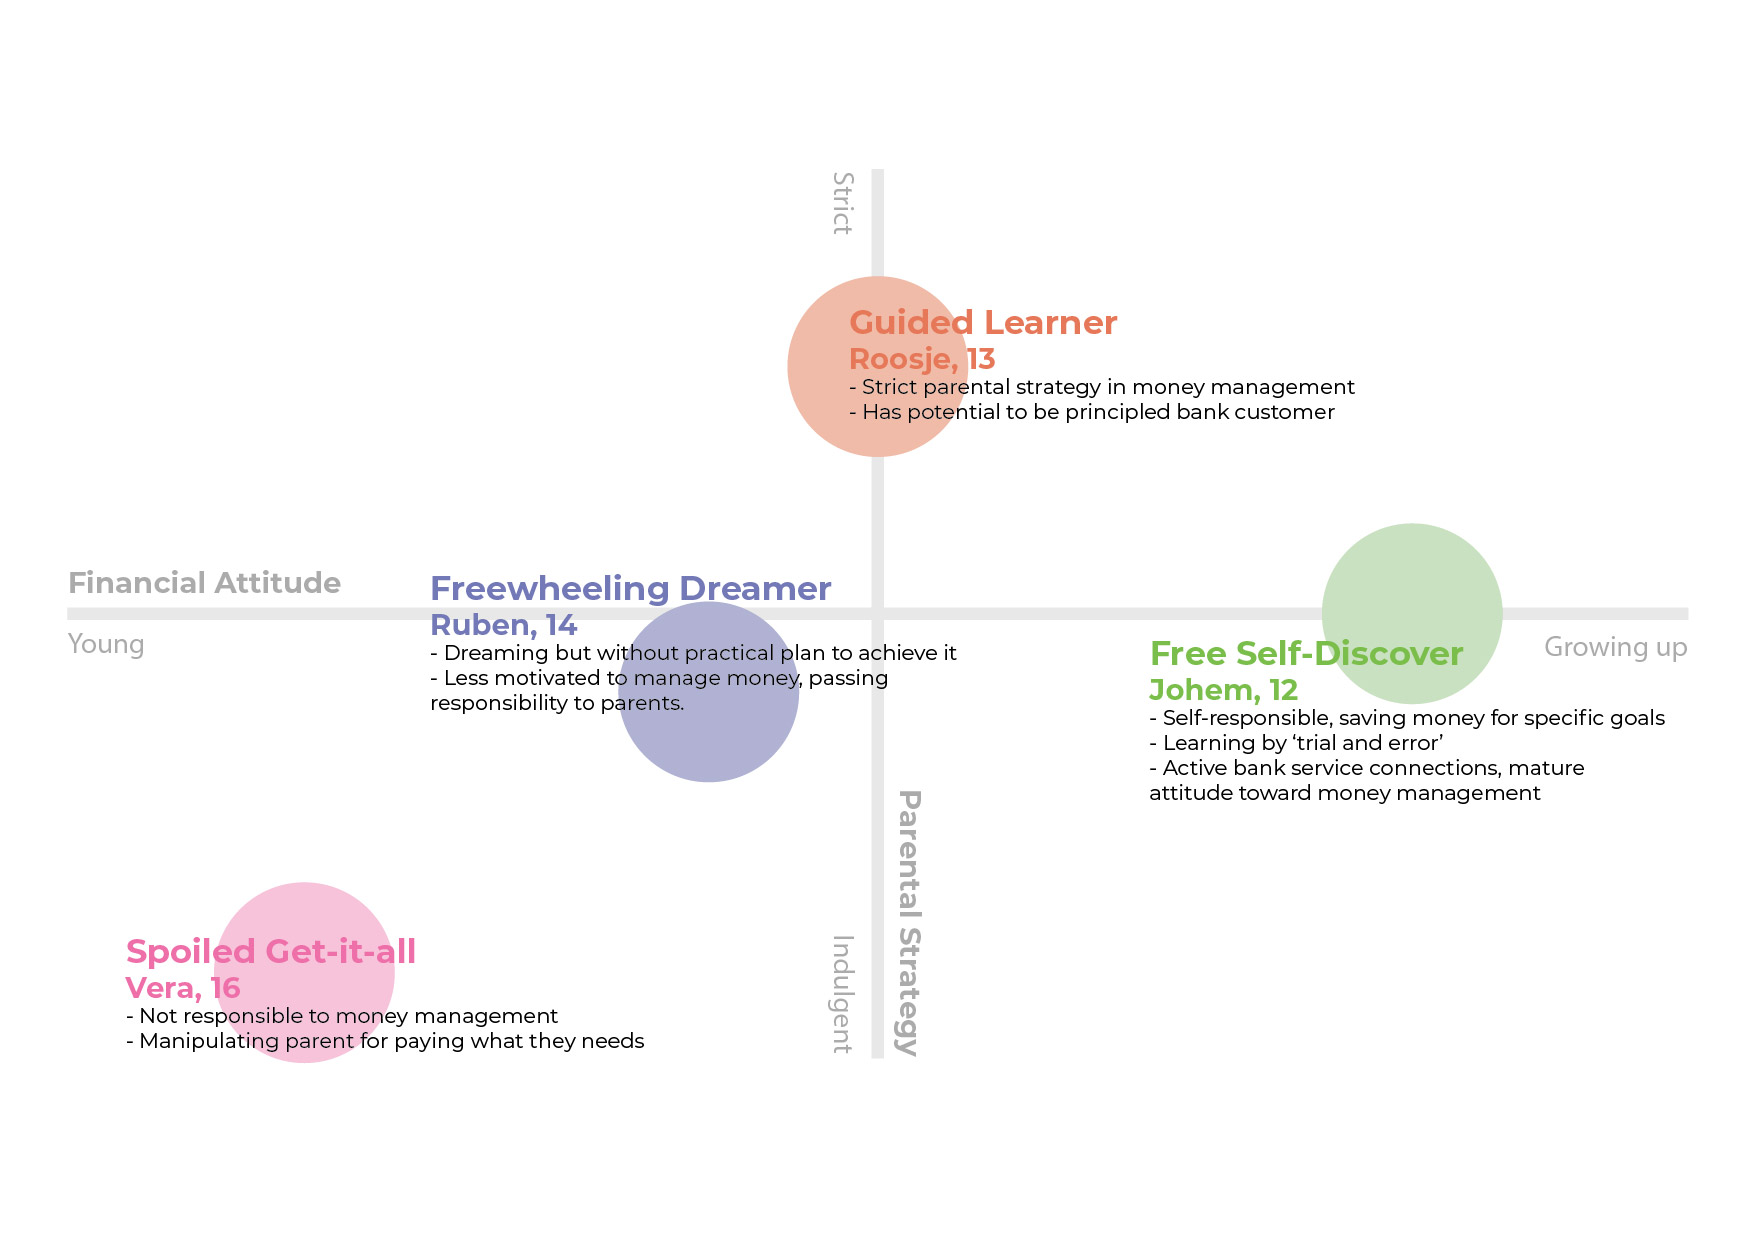 Strict
Guided Learner
Roosje, 13
- Strict parental strategy in money management
- Has potential to be principled bank customer
Financial Attitude
Young
Freewheeling Dreamer
Ruben, 14
- Dreaming but without practical plan to achieve it
- Less motivated to manage money, passing
responsibility to parents.
Growing up
Free Self-Discover
Johem, 12
- Self-responsible, saving money for specific goals
- Learning by ‘trial and error’
- Active bank service connections, mature
attitude toward money management
Parental Strategy
Indulgent
Spoiled Get-it-all
Vera, 16
- Not responsible to money management
- Manipulating parent for paying what they needs